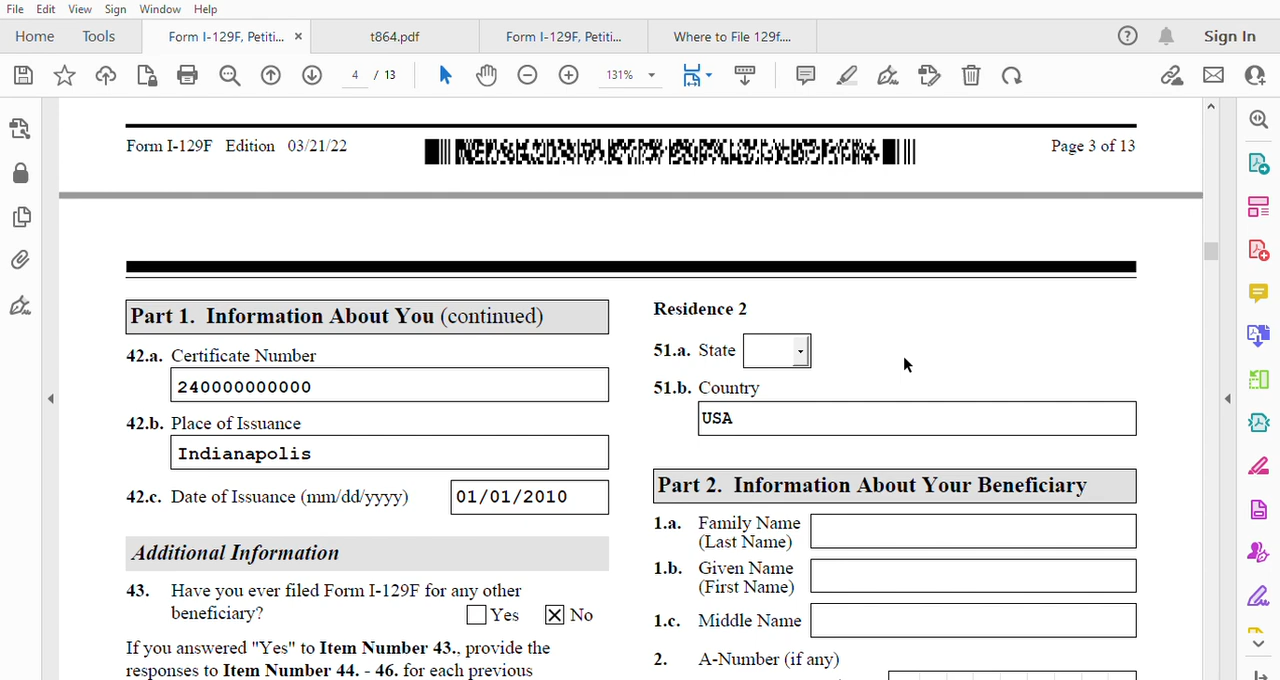 File Edit View Sign Window Help
Home Tools Form I-129F, Petiti... × t864.pdf Form I-129F, Petiti... Where to File 129f.... Sign In
4 / 13 131%
Form I-129F Edition 03/21/22 Page 3 of 13
Part 1. Information About You (continued)
42.a. Certificate Number
240000000000
42.b. Place of Issuance
Indianapolis
42.c. Date of Issuance (mm/dd/yyyy) 01/01/2010
Additional Information
43. Have you ever filed Form I-129F for any other
beneficiary? Yes No
If you answered "Yes" to Item Number 43., provide the
responses to Item Number 44. - 46. for each previous
Residence 2
51.a. State
51.b. Country
USA
Part 2. Information About Your Beneficiary
1.a. Family Name
(Last Name)
1.b. Given Name
(First Name)
1.c. Middle Name
2. A-Number (if any)